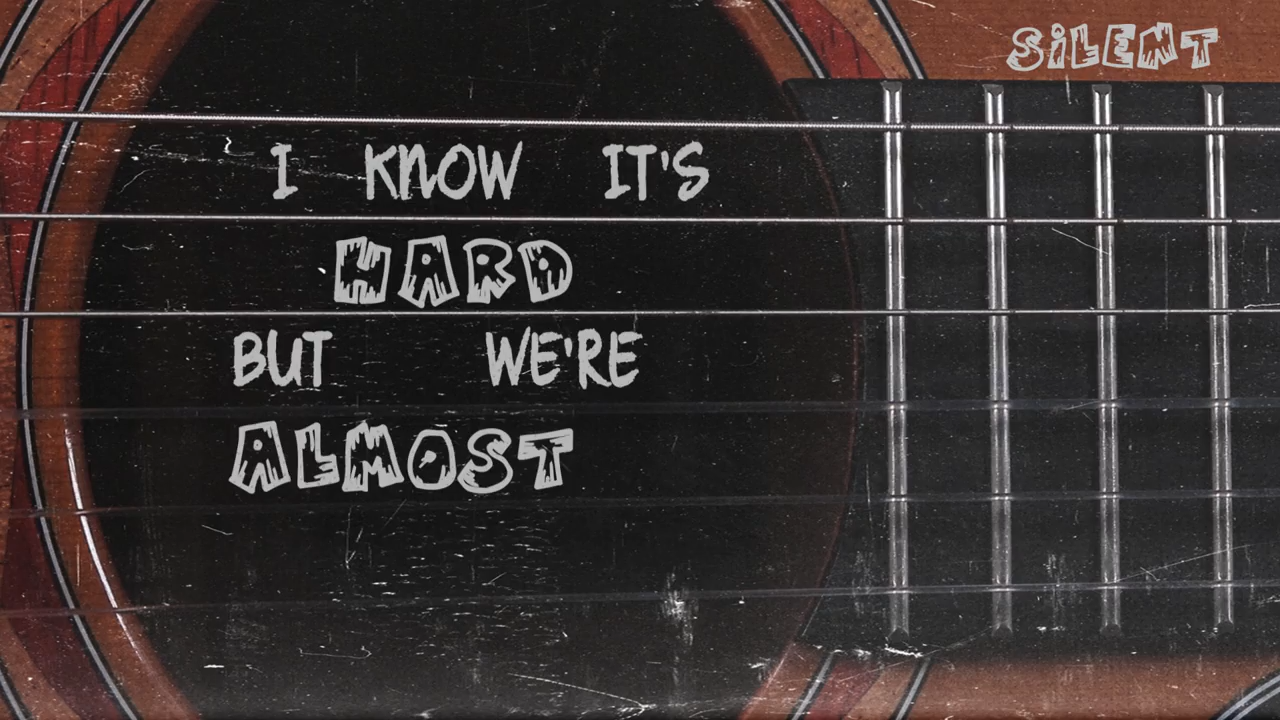 SiLENT
I KNOW IT'S
HARD
BUT WE'RE
ALMOST